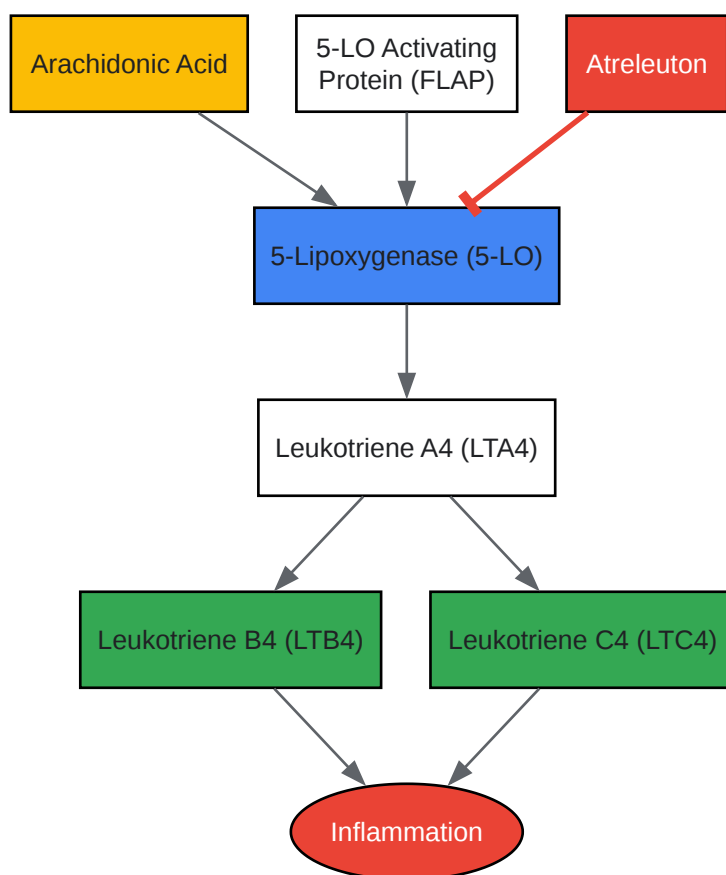 Arachidonic Acid
5-LO Activating
Protein (FLAP)
Atreleuton
5-Lipoxygenase (5-LO)
Leukotriene A4 (LTA4)
Leukotriene B4 (LTB4)
Leukotriene C4 (LTC4)
Inflammation